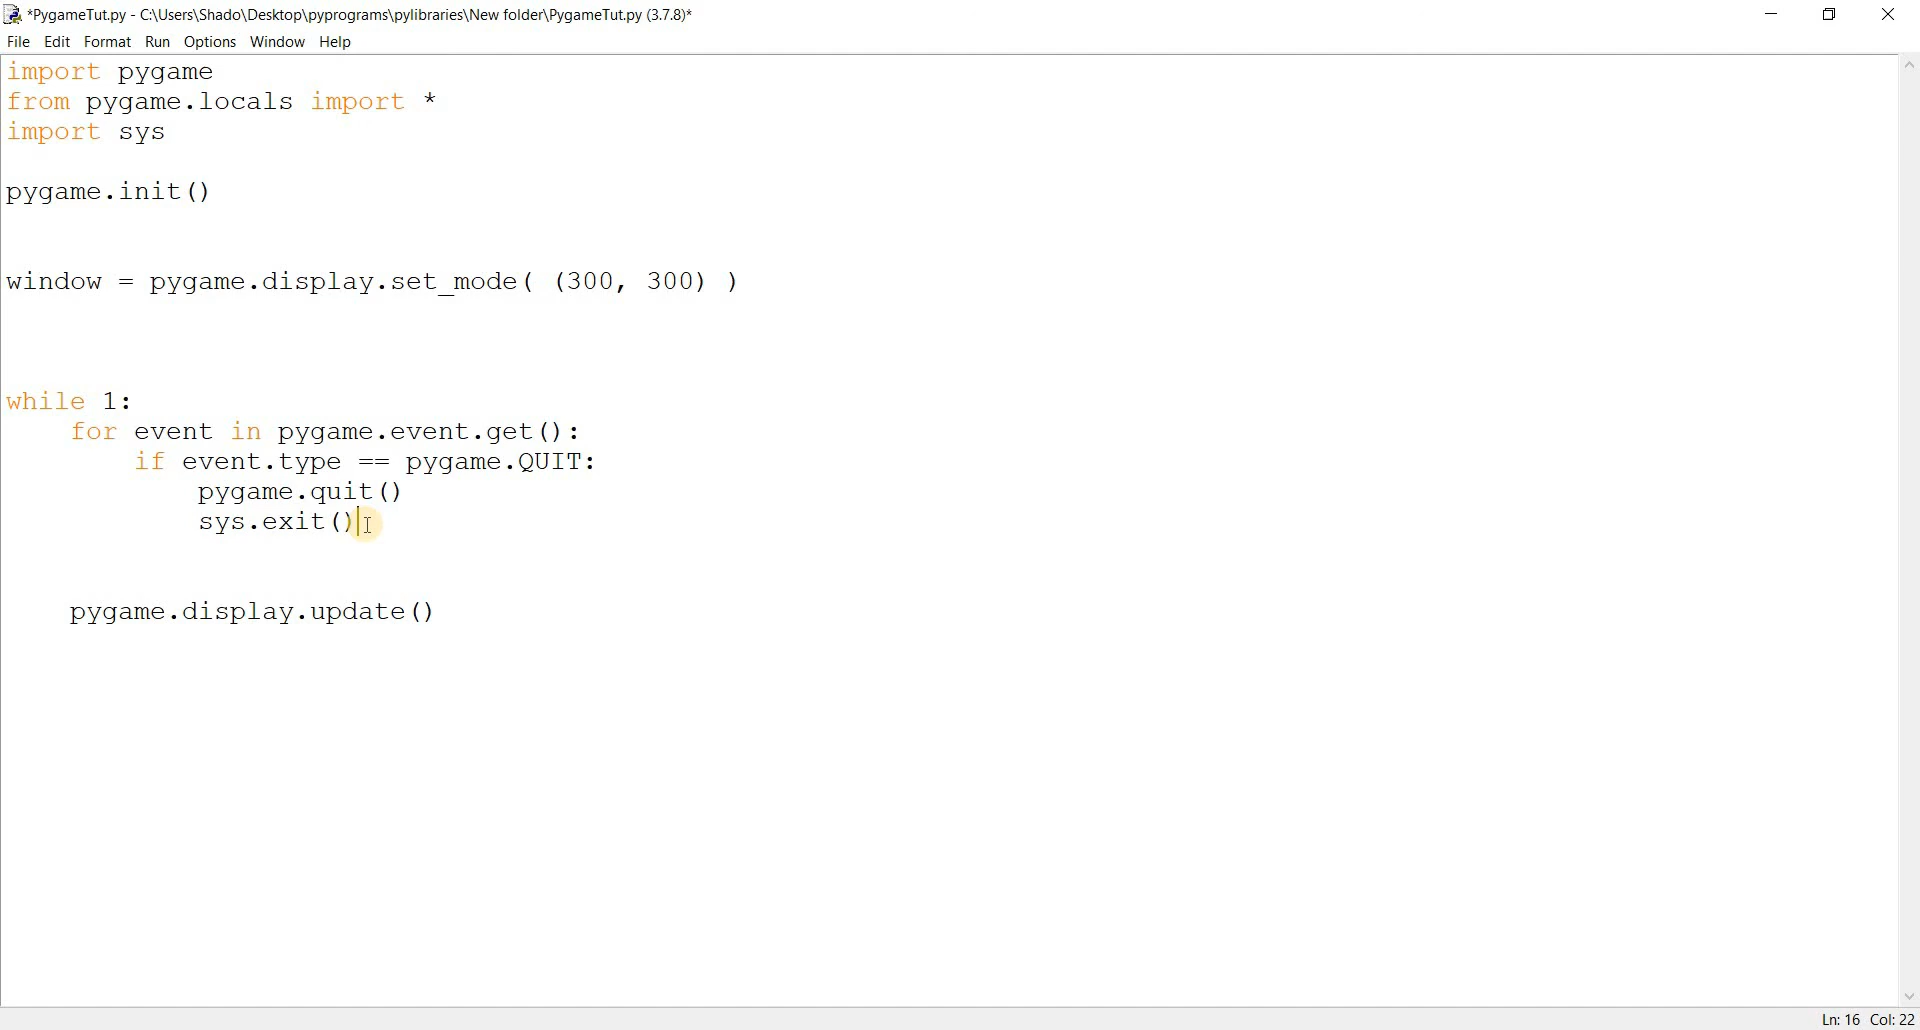 *PygameTut.py - C:\Users\Shado\Desktop\pyprograms\pylibraries\New folder\PygameTut.py (3.7.8)*
File Edit Format Run Options Window Help
import pygame
from pygame.locals import *
import sys
pygame.init()
window = pygame.display.set_mode( (300, 300) )
while 1:
    for event in pygame.event.get():
        if event.type == pygame.QUIT:
            pygame.quit()
            sys.exit()
    pygame.display.update()
Ln: 16 Col: 22